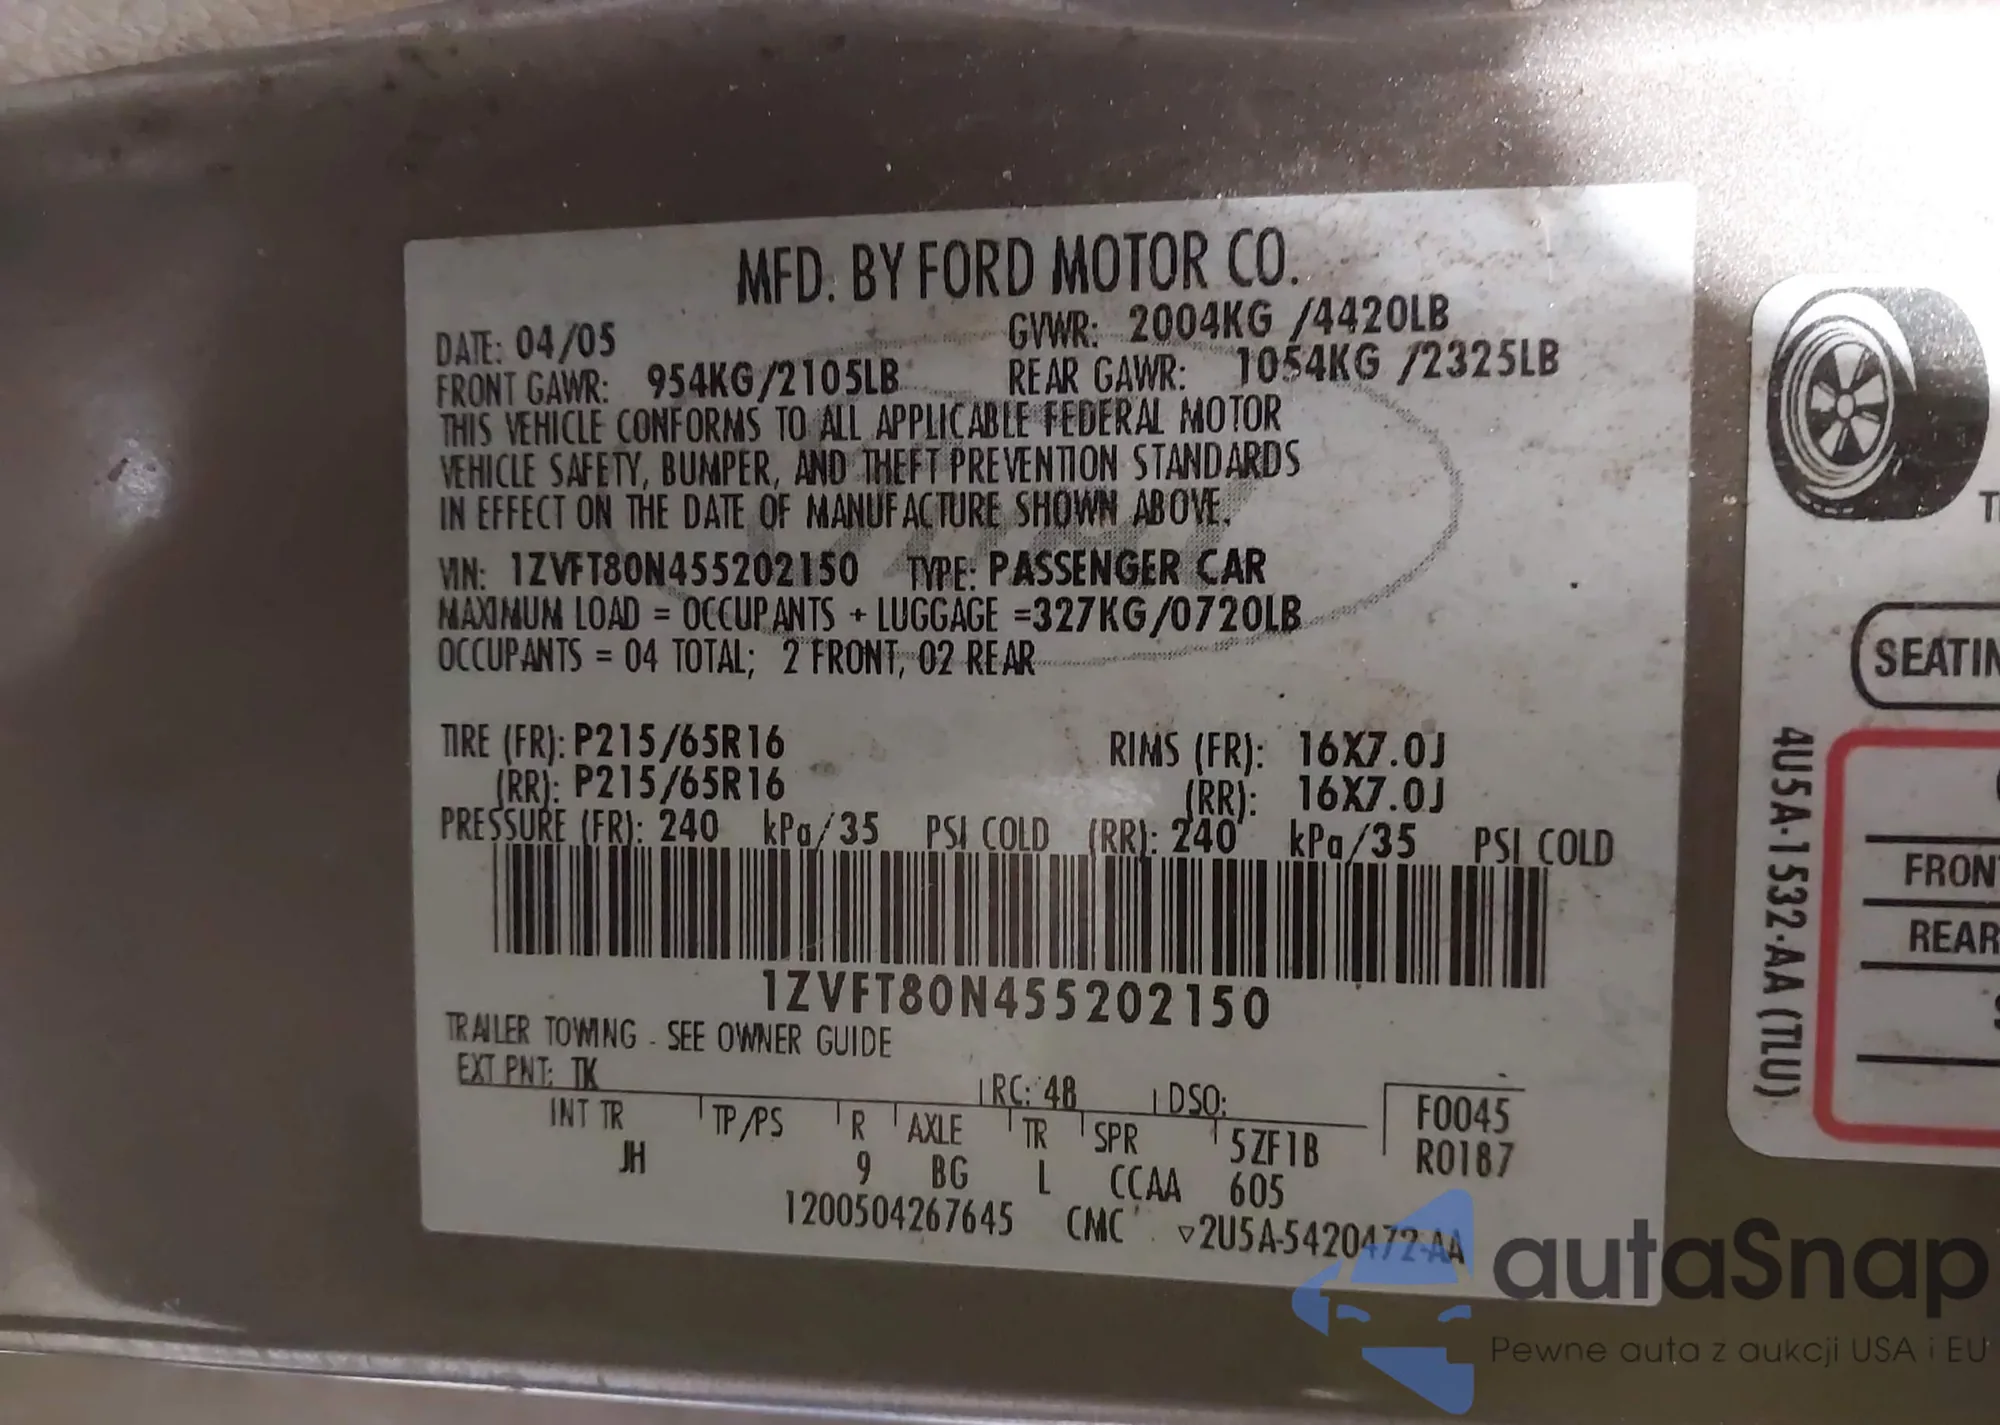 MFD. BY FORD MOTOR CO.
DATE: 04/05 GVWR: 2004KG /4420LB
FRONT GAWR: 954KG/2105LB REAR GAWR: 1054KG /2325LB
THIS VEHICLE CONFORMS TO ALL APPLICABLE FEDERAL MOTOR
VEHICLE SAFETY, BUMPER, AND THEFT PREVENTION STANDARDS
IN EFFECT ON THE DATE OF MANUFACTURE SHOWN ABOVE.
VIN: 1ZVFT80N455202150 TYPE: PASSENGER CAR
MAXIMUM LOAD = OCCUPANTS + LUGGAGE =327KG/0720LB
OCCUPANTS = 04 TOTAL; 2 FRONT, 02 REAR
TIRE (FR): P215/65R16 RIMS (FR): 16X7.0J
(RR): P215/65R16 (RR): 16X7.0J
PRESSURE (FR): 240 kPa/35 PSI COLD (RR): 240 kPa/35 PSI COLD
1ZVFT80N455202150
TRAILER TOWING - SEE OWNER GUIDE
EXT PNT: TK RC: 48 DSO: F0045
INT TR TP/PS R AXLE TR SPR 5ZF1B R0187
JH 9 BG L CCAA 605
1200504267645 CMC ▿2U5A-5420472-AA
SEATIN
4U5A-1532-AA (TLU)
FRON
REAR
autaSnap
Pewne auta z aukcji USA i EU